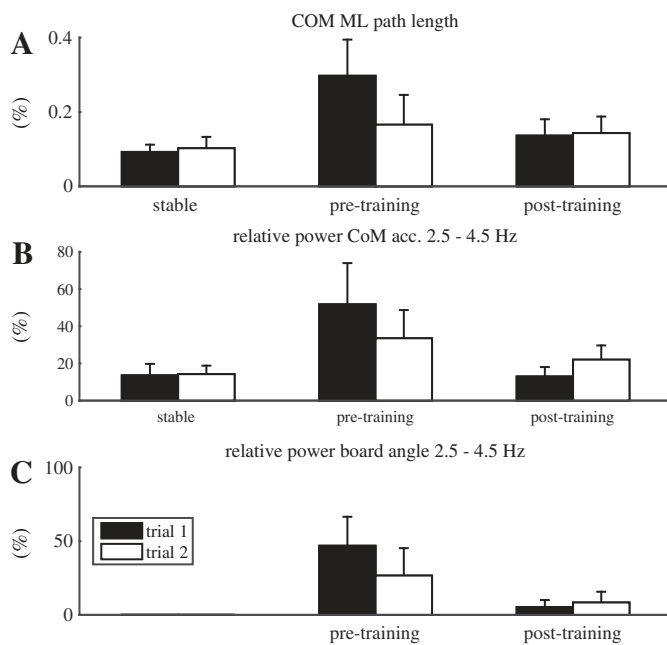 COM ML path length
A
0.4
0.2
0
(%)
stable pre-training post-training
relative power CoM acc. 2.5 - 4.5 Hz
B
80
60
40
20
0
(%)
stable pre-training post-training
relative power board angle 2.5 - 4.5 Hz
C
100
50
0
(%)
trial 1
trial 2
pre-training post-training